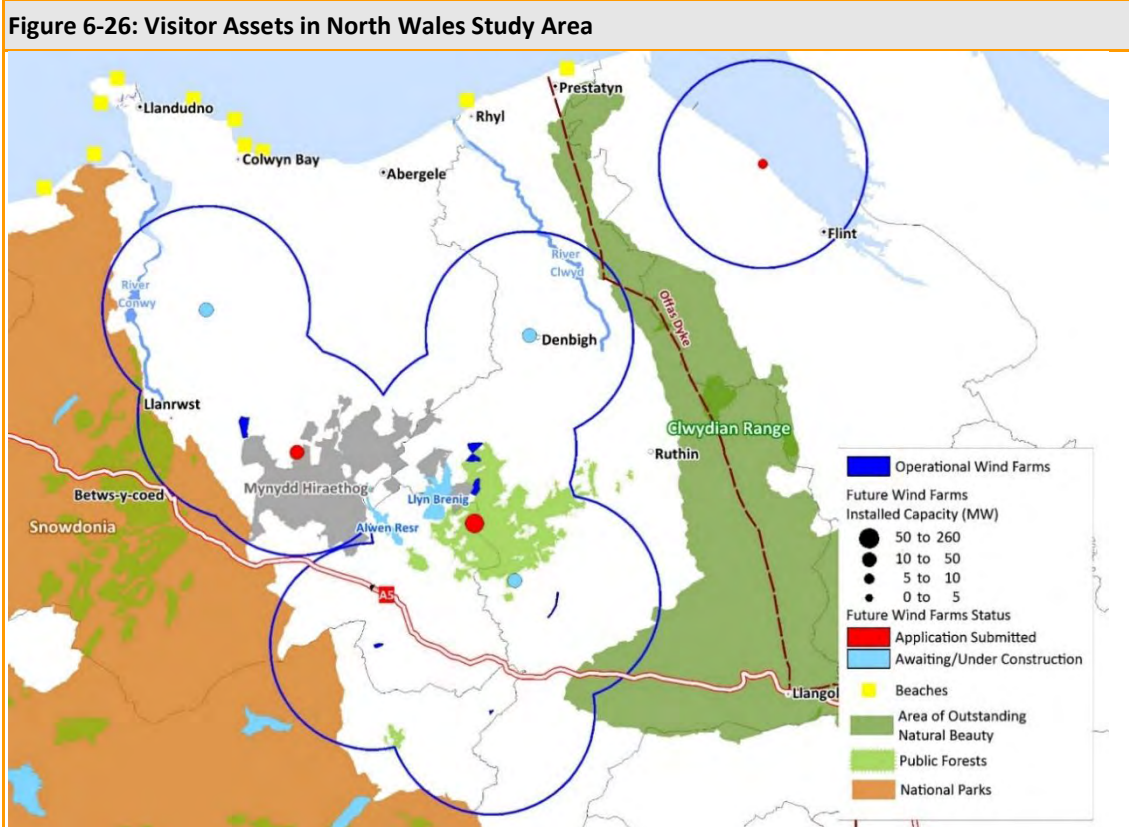 Figure 6-26: Visitor Assets in North Wales Study Area
Prestatyn
Llandudno
Rhyl
Colwyn Bay
Abergele
Flint
River
Clwyd
River
Conwy
Offas Dyke
Denbigh
Llanrwst
Clwydian Range
Ruthin
Mynydd Hiraethog
Llyn Brenig
Betws-y-coed
Snowdonia
Alwen Resr
A5
Llangol
Operational Wind Farms
Future Wind Farms
Installed Capacity (MW)
50 to 260
10 to 50
5 to 10
0 to 5
Future Wind Farms Status
Application Submitted
Awaiting/Under Construction
Beaches
Area of Outstanding
Natural Beauty
Public Forests
National Parks